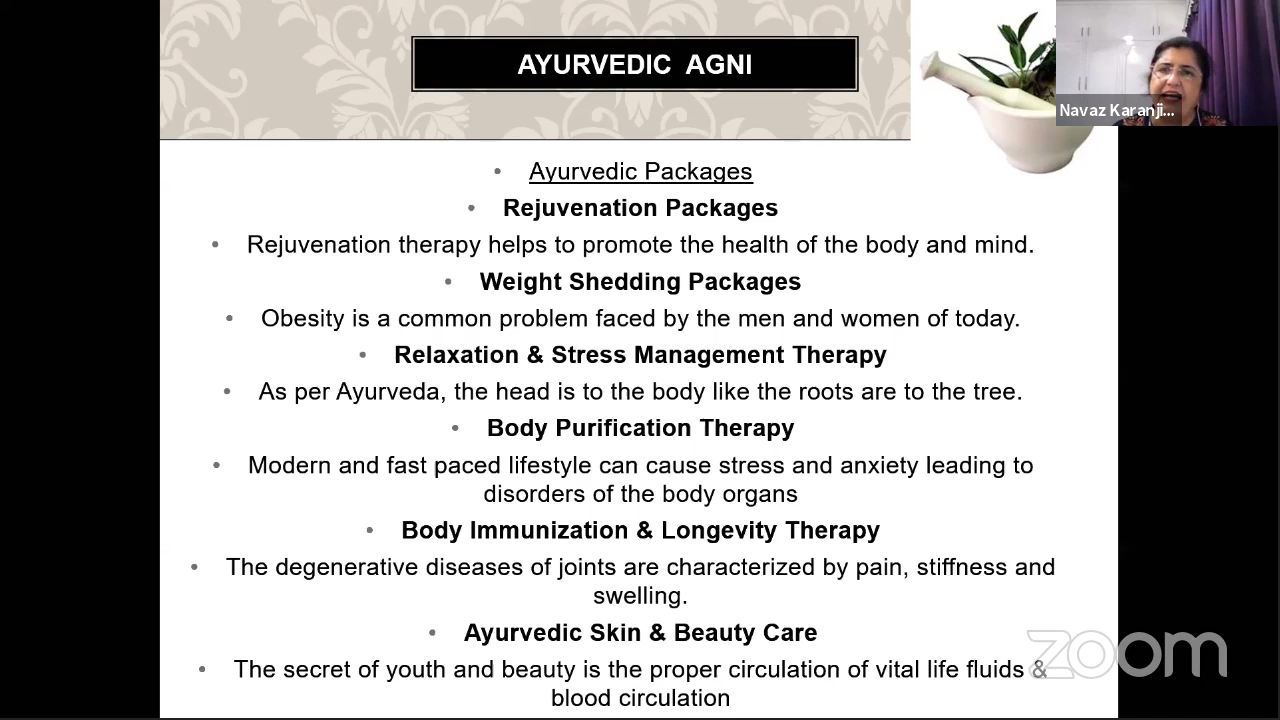 AYURVEDIC AGNI
Navaz Karanji...
• Ayurvedic Packages
• Rejuvenation Packages
• Rejuvenation therapy helps to promote the health of the body and mind.
• Weight Shedding Packages
• Obesity is a common problem faced by the men and women of today.
• Relaxation & Stress Management Therapy
• As per Ayurveda, the head is to the body like the roots are to the tree.
• Body Purification Therapy
• Modern and fast paced lifestyle can cause stress and anxiety leading to
disorders of the body organs
• Body Immunization & Longevity Therapy
• The degenerative diseases of joints are characterized by pain, stiffness and
swelling.
• Ayurvedic Skin & Beauty Care
• The secret of youth and beauty is the proper circulation of vital life fluids &
blood circulation
zoom